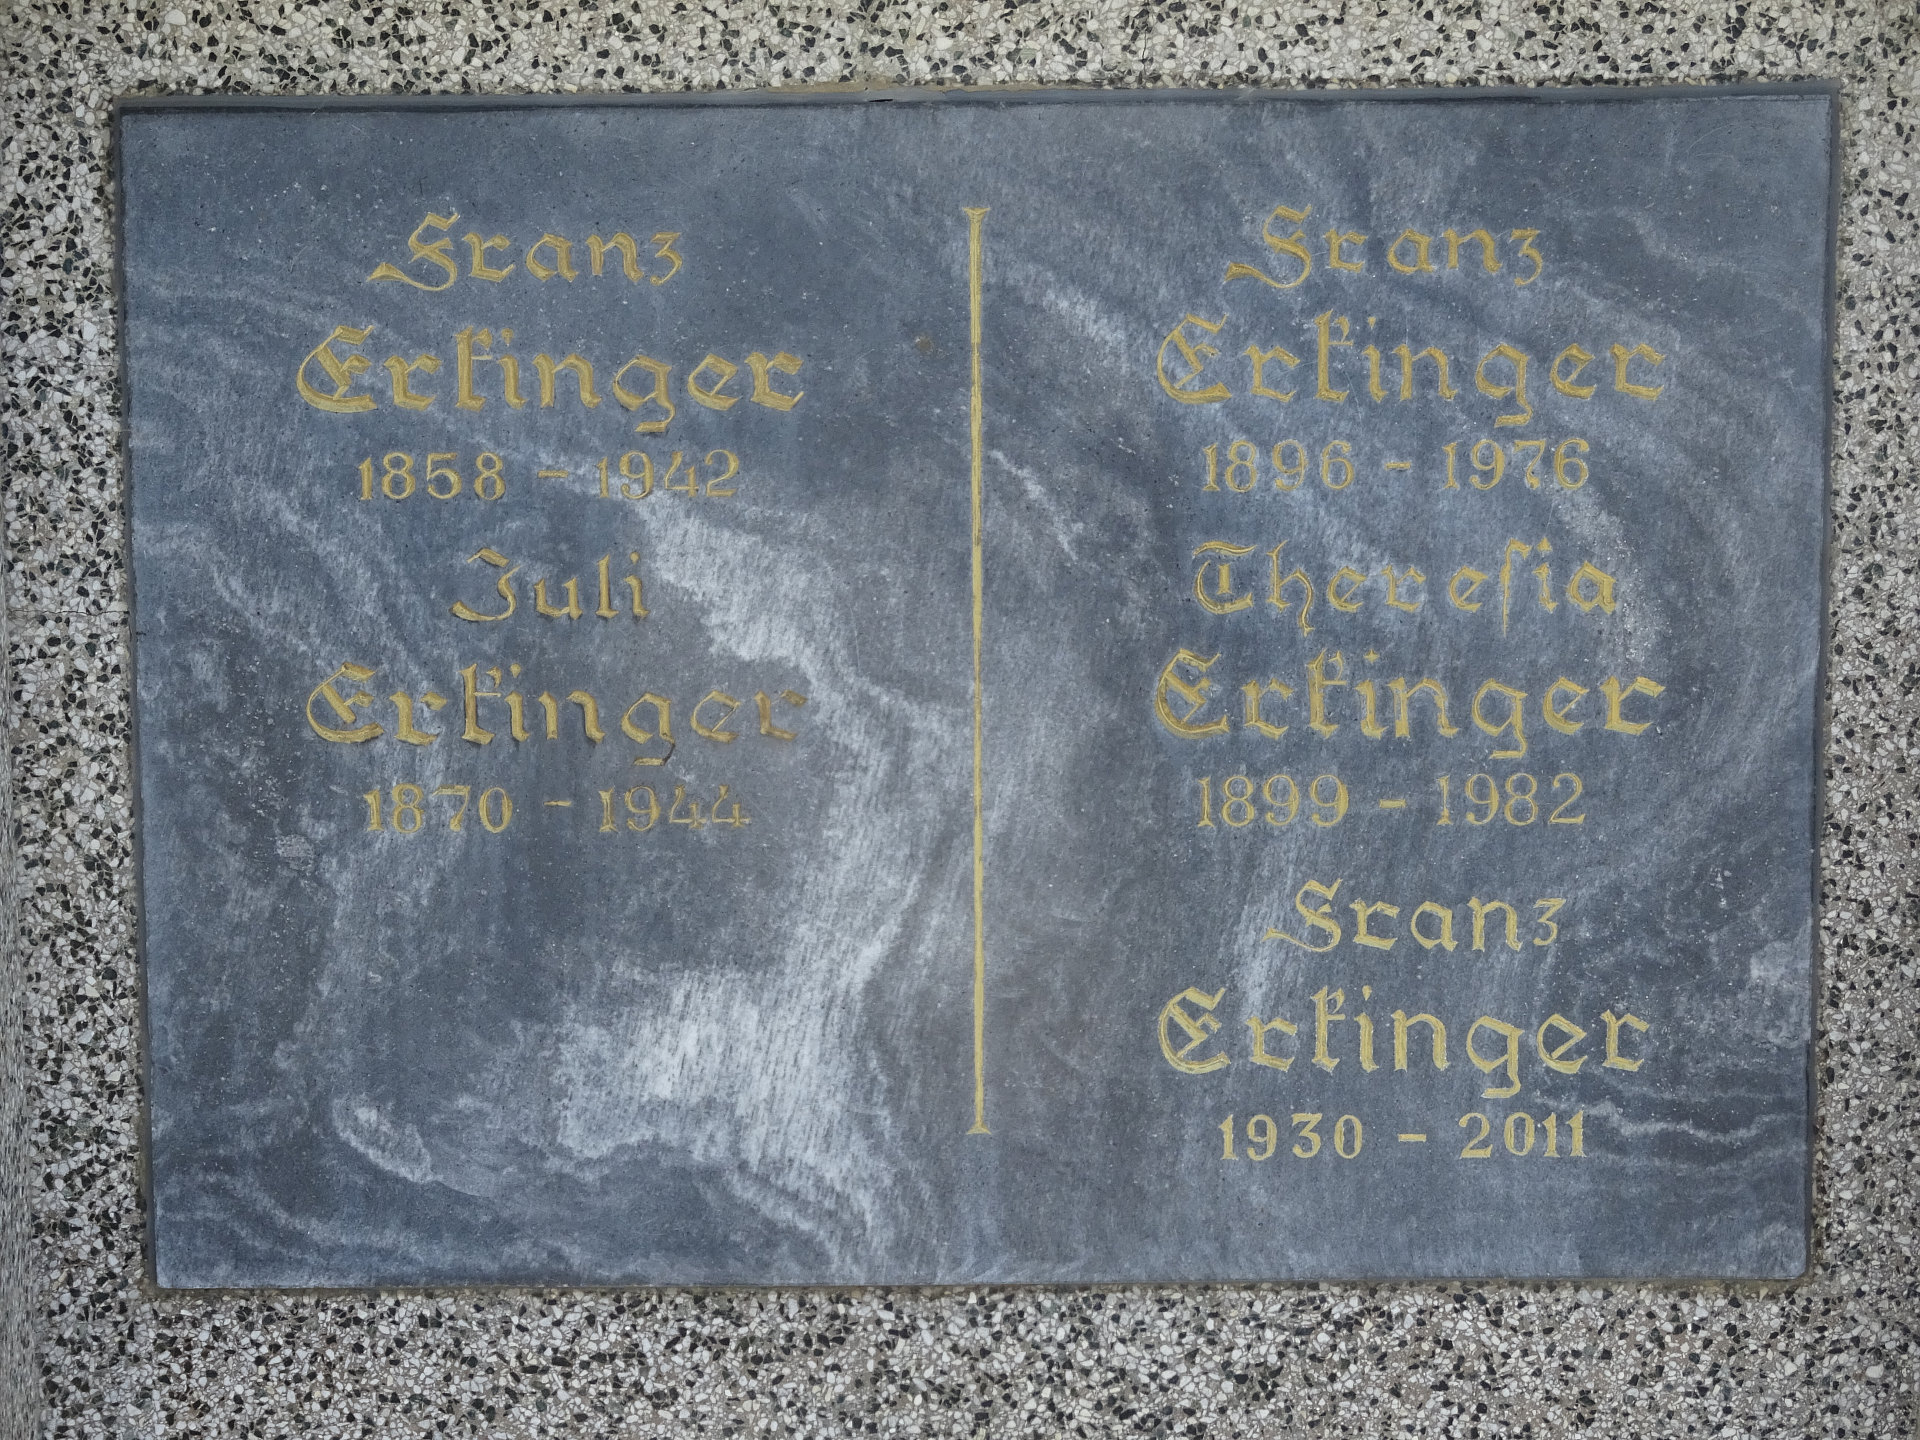 Franz
Erkinger
1858 - 1942
Juli
Erkinger
1870 - 1944
Franz
Erkinger
1896 - 1976
Thereſia
Erkinger
1899 - 1982
Franz
Erkinger
1930 - 2011